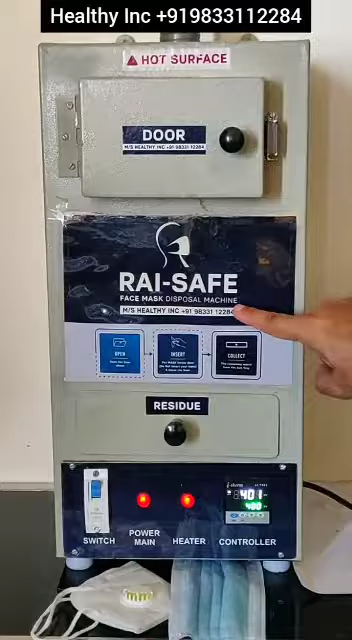 Healthy Inc +919833112284
HOT SURFACE
DOOR
M/S HEALTHY INC +91 98331 12284
RAI-SAFE
FACE MASK DISPOSAL MACHINE
M/S HEALTHY INC +91 98331 12284
OPEN
INSERT
COLLECT
RESIDUE
401
400
SWITCH
POWER
MAIN
HEATER
CONTROLLER